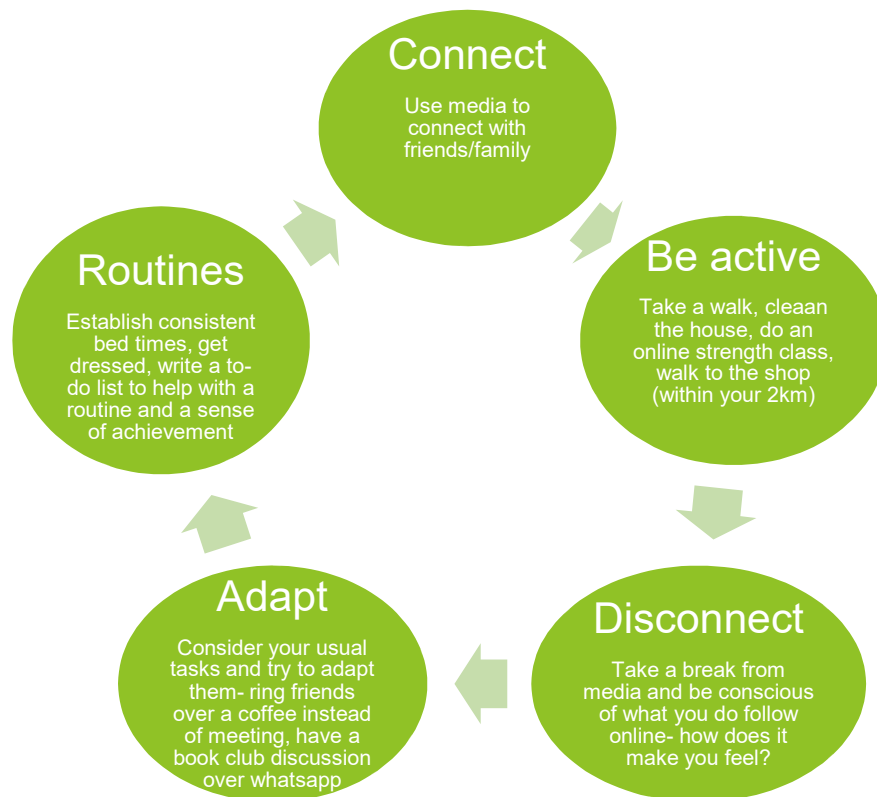 Connect
Use media to
connect with
friends/family
Be active
Take a walk, cleaan
the house, do an
online strength class,
walk to the shop
(within your 2km)
Disconnect
Take a break from
media and be conscious
of what you do follow
online- how does it
make you feel?
Adapt
Consider your usual
tasks and try to adapt
them- ring friends
over a coffee instead
of meeting, have a
book club discussion
over whatsapp
Routines
Establish consistent
bed times, get
dressed, write a to-
do list to help with a
routine and a sense
of achievement